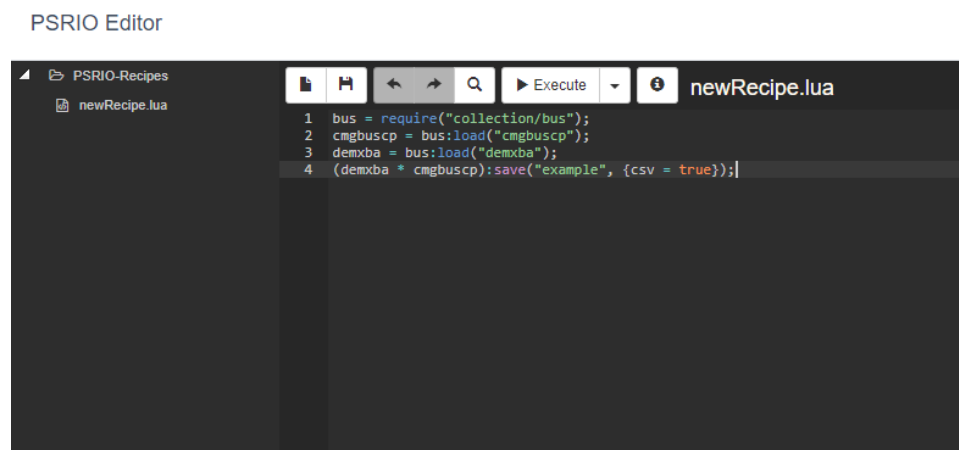 PSRIO Editor
PSRIO-Recipes
newRecipe.lua
Execute
newRecipe.lua
1 bus = require("collection/bus");
2 cmgbuscp = bus:load("cmgbuscp");
3 demxba = bus:load("demxba");
4 (demxba * cmgbuscp):save("example", {csv = true});